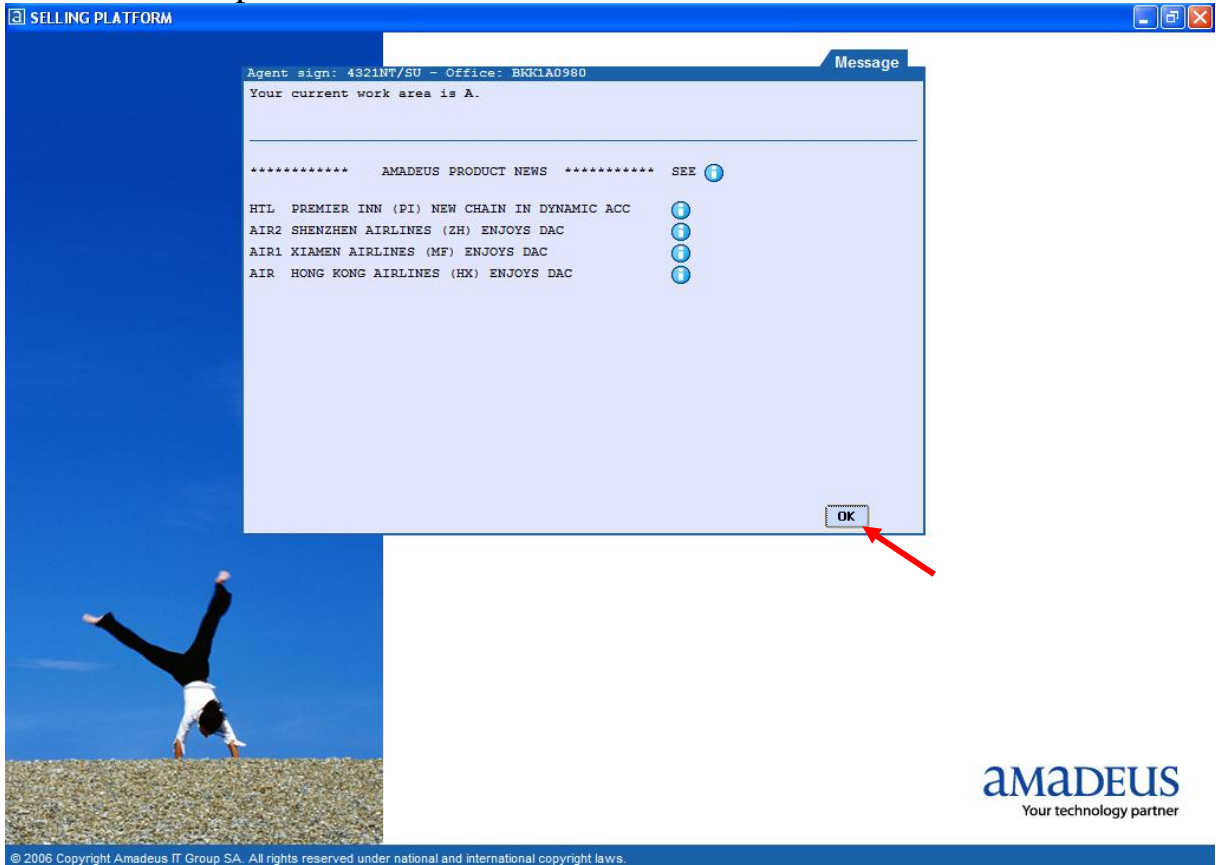 a SELLING PLATFORM
Message
Agent sign: 4321NT/SU - Office: BKK1A0980
Your current work area is A.
************ AMADEUS PRODUCT NEWS *********** SEE i
HTL PREMIER INN (PI) NEW CHAIN IN DYNAMIC ACC i
AIR2 SHENZHEN AIRLINES (ZH) ENJOYS DAC i
AIR1 XIAMEN AIRLINES (MF) ENJOYS DAC i
AIR HONG KONG AIRLINES (HX) ENJOYS DAC i
OK
amadeus
Your technology partner
© 2006 Copyright Amadeus IT Group SA. All rights reserved under national and international copyright laws.